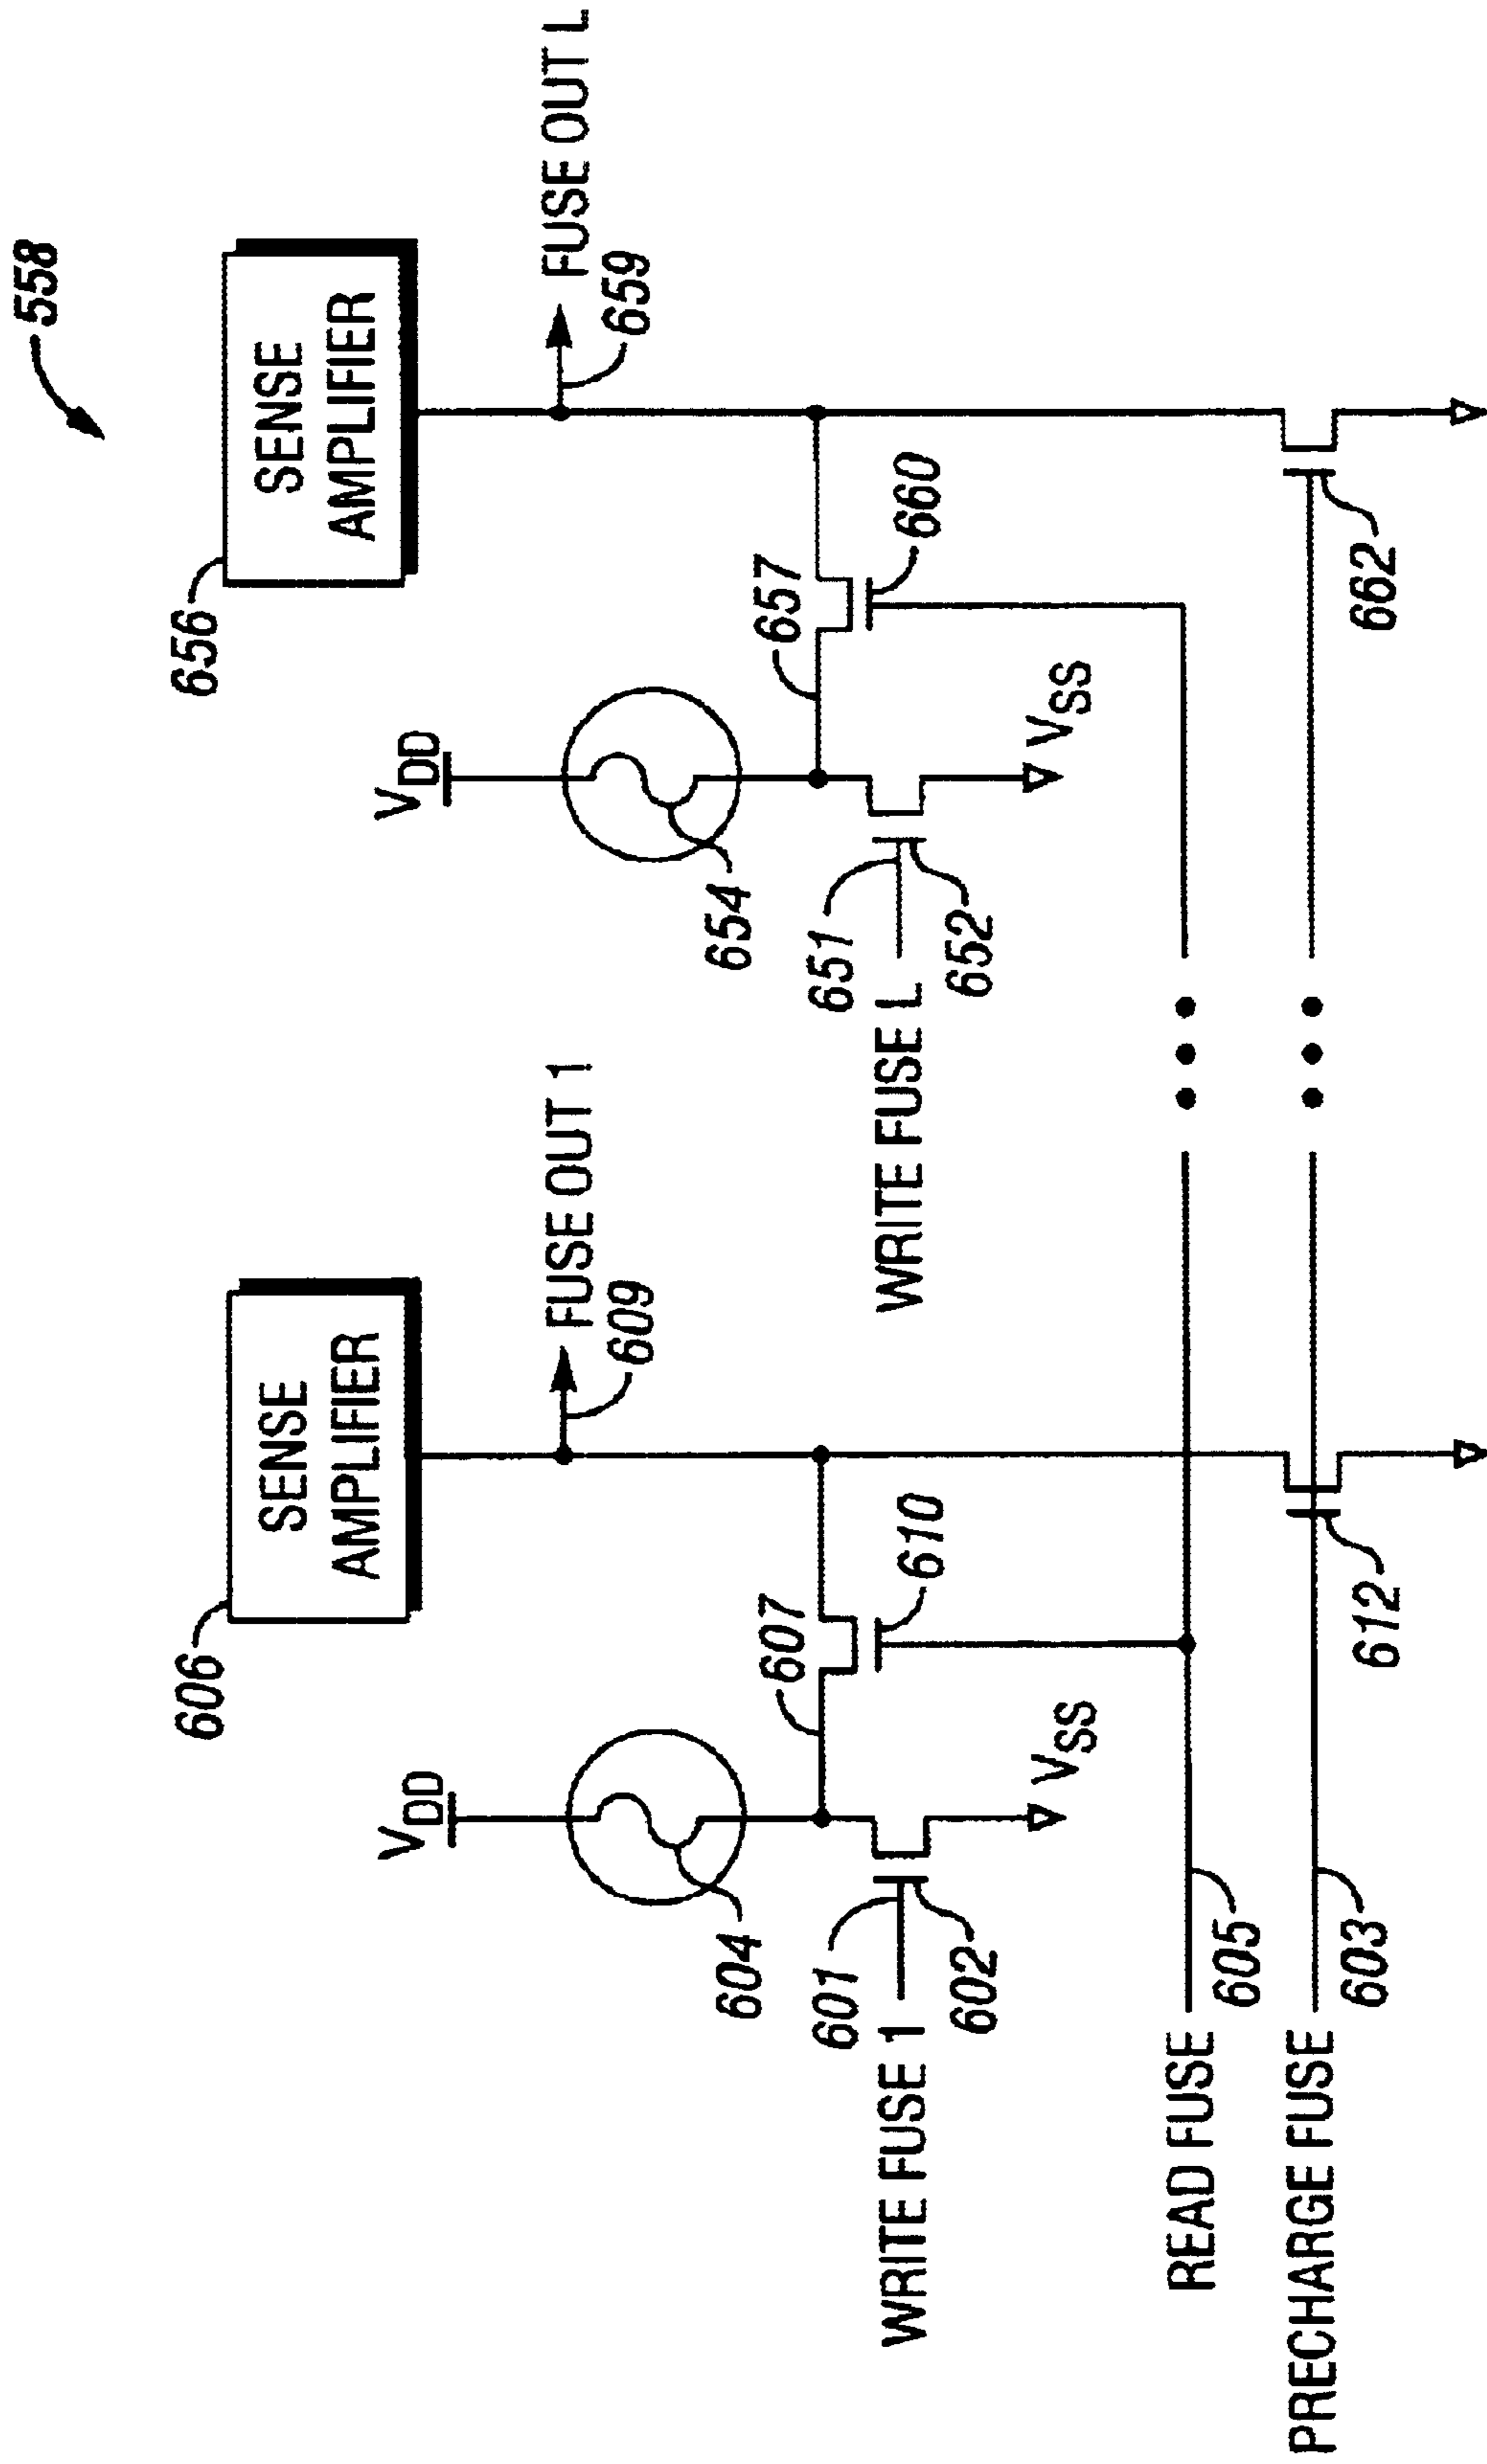 558
656
SENSE
AMPLIFIER
606
SENSE
AMPLIFIER
VDD
VDD
FUSE OUT 1
609
FUSE OUT L
659
604
607
610
654
657
660
601
WRITE FUSE 1
602
VSS
651
WRITE FUSE L
652
VSS
READ FUSE
605
PRECHARGE FUSE
603
612
662